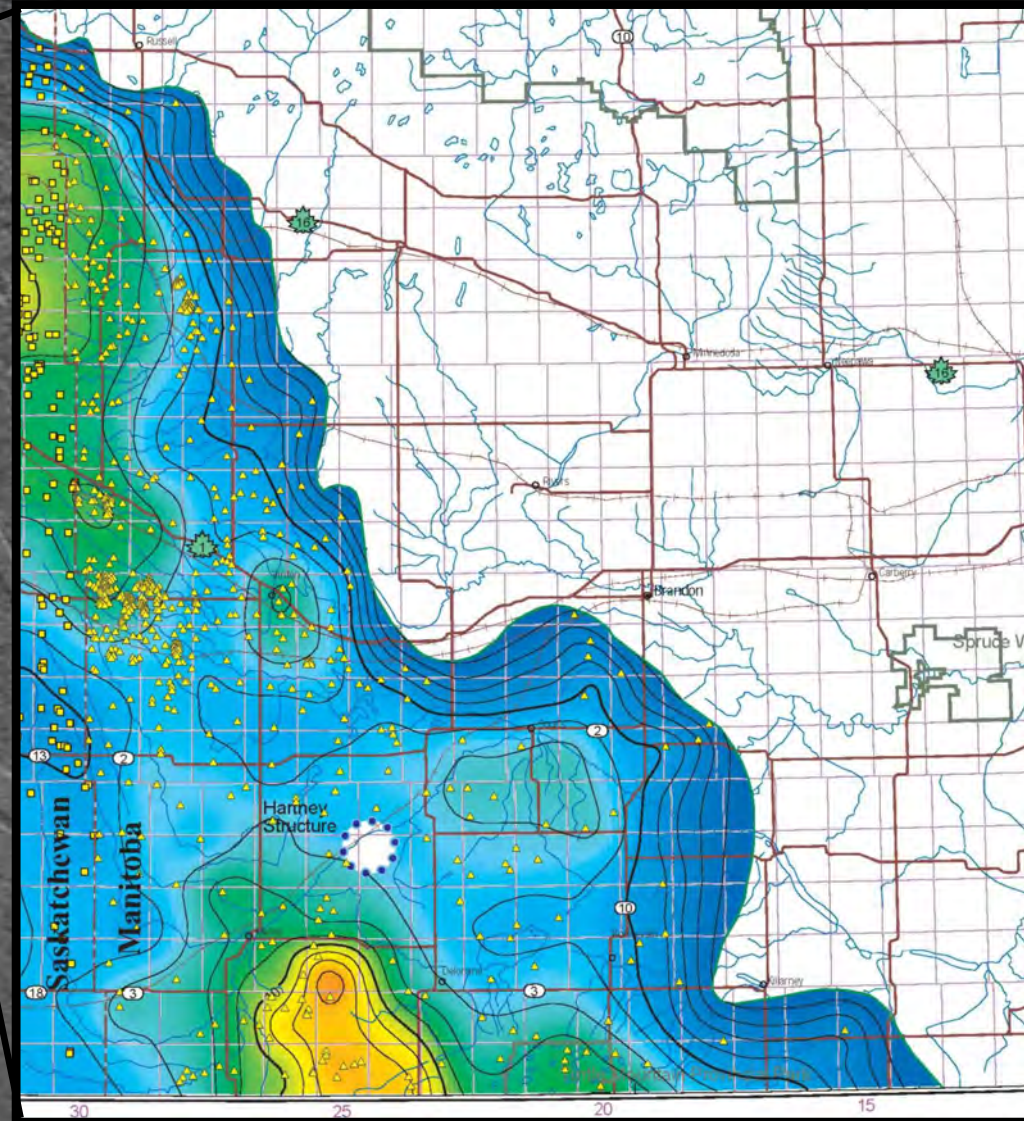 Russell
10
16
Minnedosa
16
Rivers
1
Brandon
Carberry
Spruce W
2
13
2
Hartney
Structure
Saskatchewan
Manitoba
10
Deloraine
18
3
3
Killarney
30
25
20
15